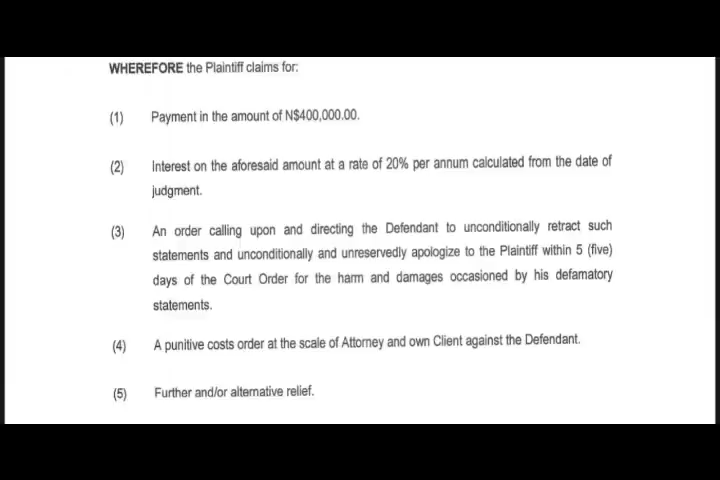 WHEREFORE the Plaintiff claims for:
(1) Payment in the amount of N$400,000.00.
(2) Interest on the aforesaid amount at a rate of 20% per annum calculated from the date of
judgment.
(3) An order calling upon and directing the Defendant to unconditionally retract such
statements and unconditionally and unreservedly apologize to the Plaintiff within 5 (five)
days of the Court Order for the harm and damages occasioned by his defamatory
statements.
(4) A punitive costs order at the scale of Attorney and own Client against the Defendant.
(5) Further and/or alternative relief.